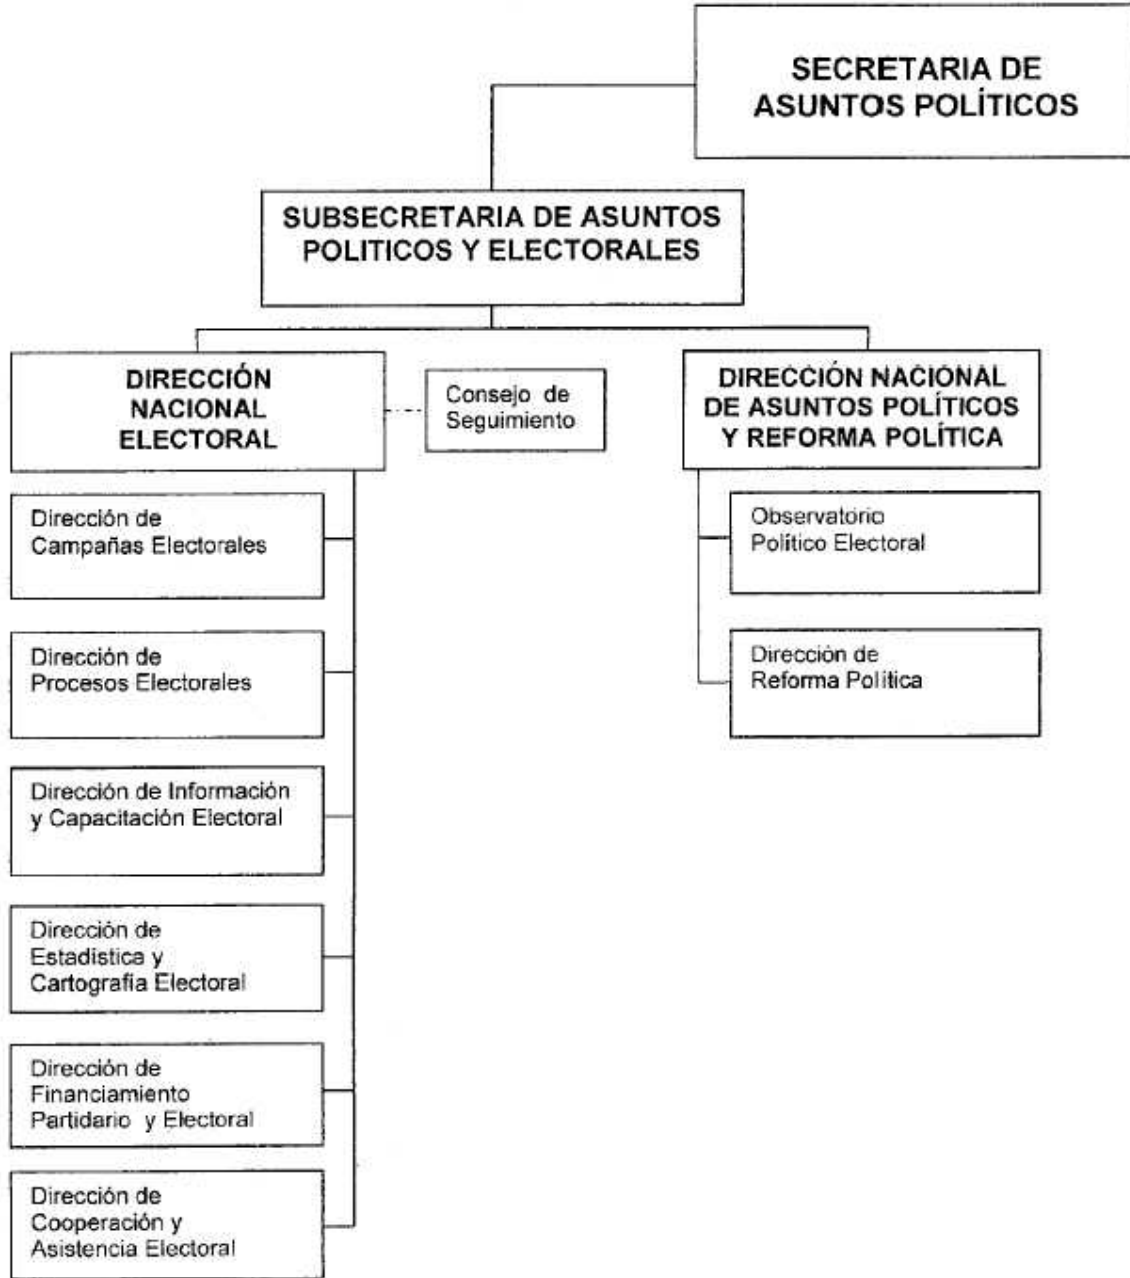 SECRETARIA DE
ASUNTOS POLÍTICOS
SUBSECRETARIA DE ASUNTOS
POLITICOS Y ELECTORALES
DIRECCIÓN
NACIONAL
ELECTORAL
Consejo de
Seguimiento
DIRECCIÓN NACIONAL
DE ASUNTOS POLÍTICOS
Y REFORMA POLÍTICA
Dirección de
Campañas Electorales
Dirección de
Procesos Electorales
Dirección de Información
y Capacitación Electoral
Dirección de
Estadística y
Cartografía Electoral
Dirección de
Financiamiento
Partidario y Electoral
Dirección de
Cooperación y
Asistencia Electoral
Observatorio
Político Electoral
Dirección de
Reforma Política